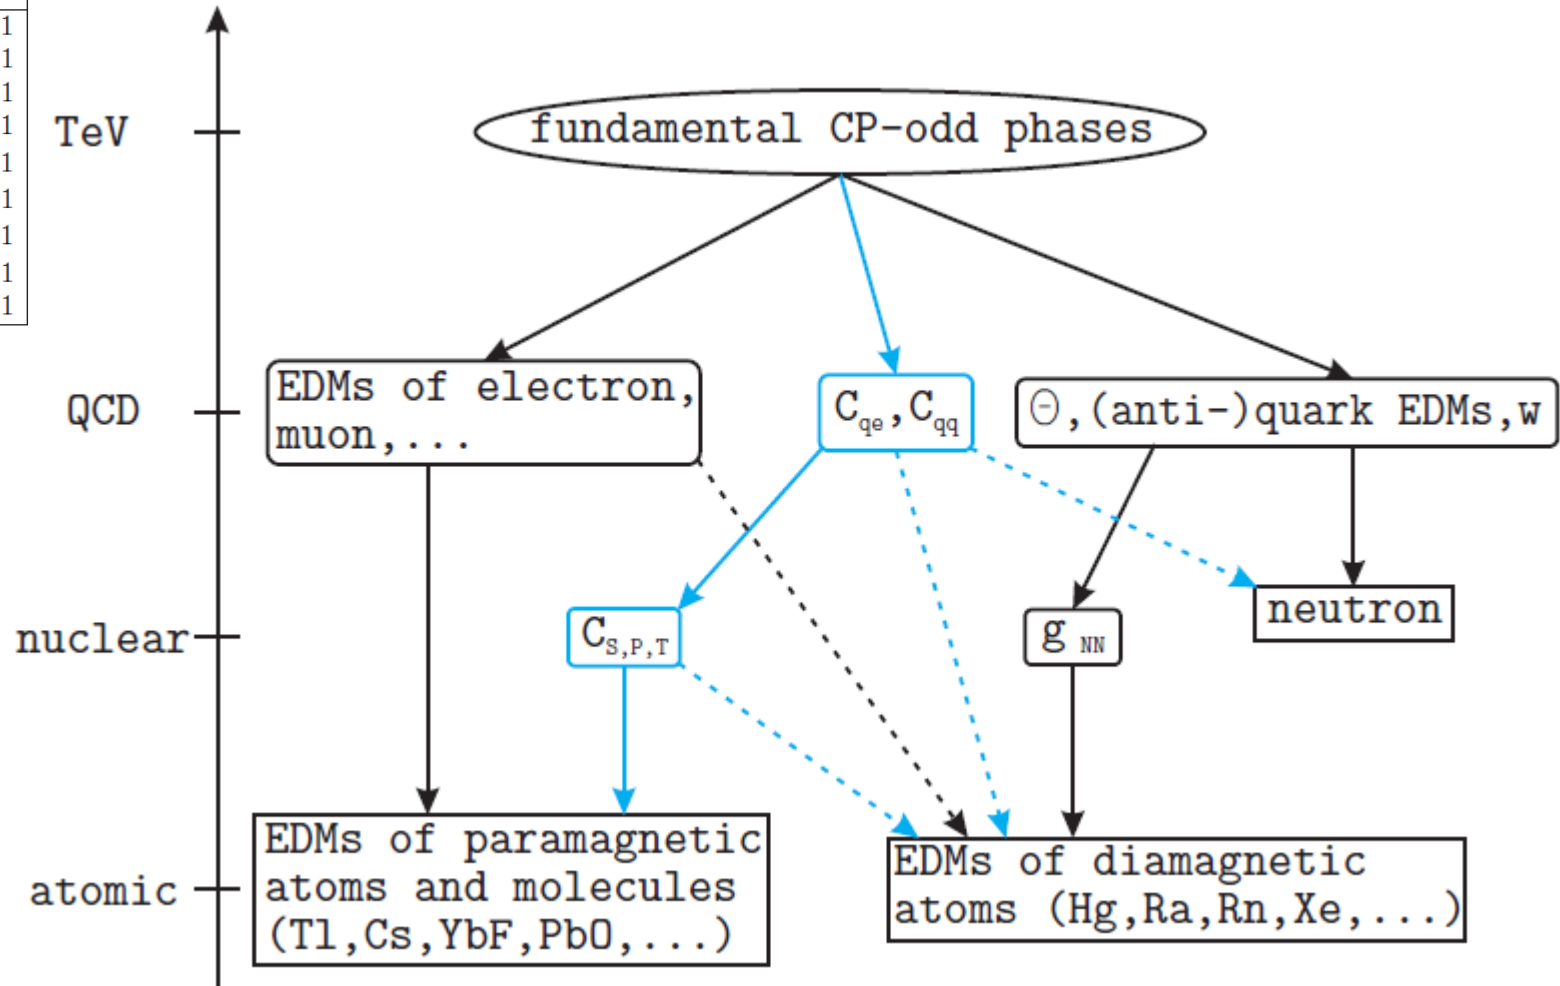 1
1
1
1
1
1
1
1
1
TeV
fundamental CP-odd phases
QCD
EDMs of electron,
muon,...
C_qe,C_qq
Θ,(anti-)quark EDMs,w
nuclear
C_S,P,T
g_NN
neutron
atomic
EDMs of paramagnetic
atoms and molecules
(Tl,Cs,YbF,PbO,...)
EDMs of diamagnetic
atoms (Hg,Ra,Rn,Xe,...)